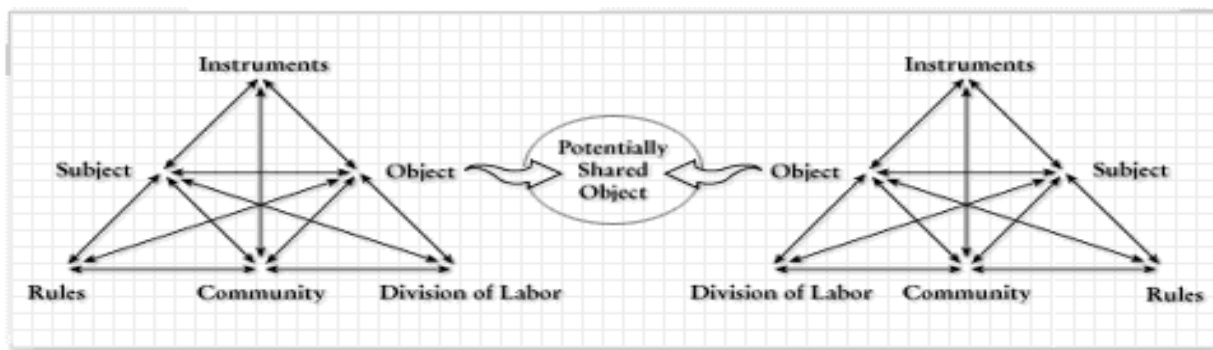 Instruments
Instruments
Subject
Object
Potentially
Shared
Object
Object
Subject
Rules
Community
Division of Labor
Division of Labor
Community
Rules